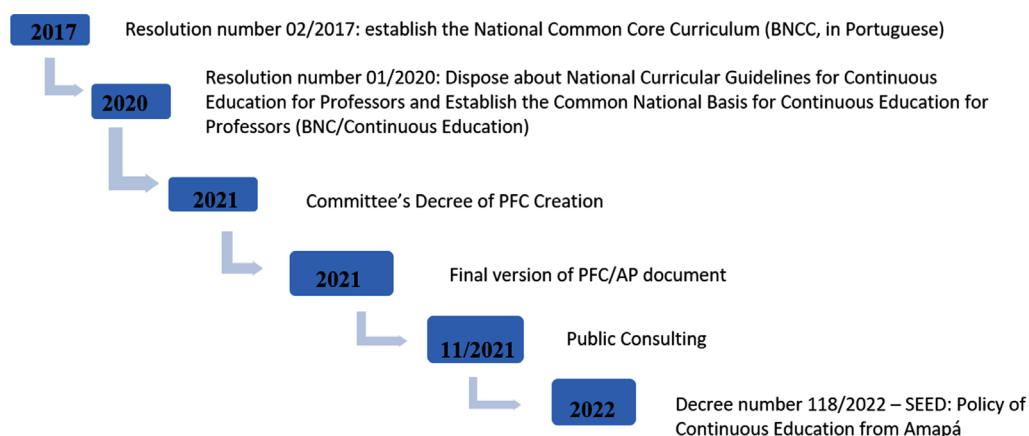 2017
Resolution number 02/2017: establish the National Common Core Curriculum (BNCC, in Portuguese)
2020
Resolution number 01/2020: Dispose about National Curricular Guidelines for Continuous
Education for Professors and Establish the Common National Basis for Continuous Education for
Professors (BNC/Continuous Education)
2021
Committee's Decree of PFC Creation
2021
Final version of PFC/AP document
11/2021
Public Consulting
2022
Decree number 118/2022 – SEED: Policy of
Continuous Education from Amapá